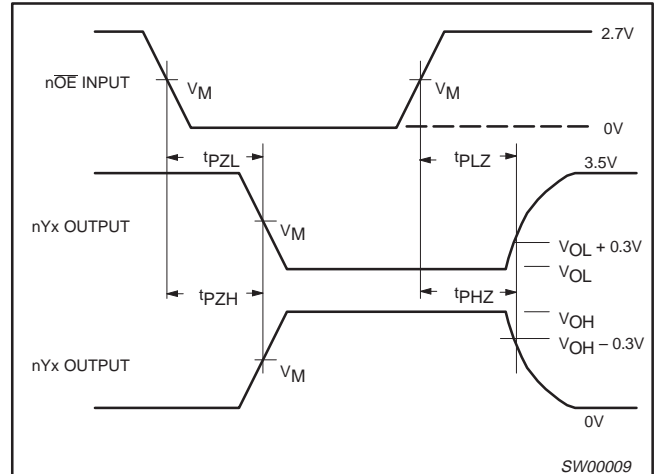 2.7V
nOE INPUT
VM
VM
0V
tPZL
tPLZ
3.5V
nYx OUTPUT
VM
VOL + 0.3V
VOL
tPZH
tPHZ
VOH
VOH – 0.3V
nYx OUTPUT
VM
0V
SW00009